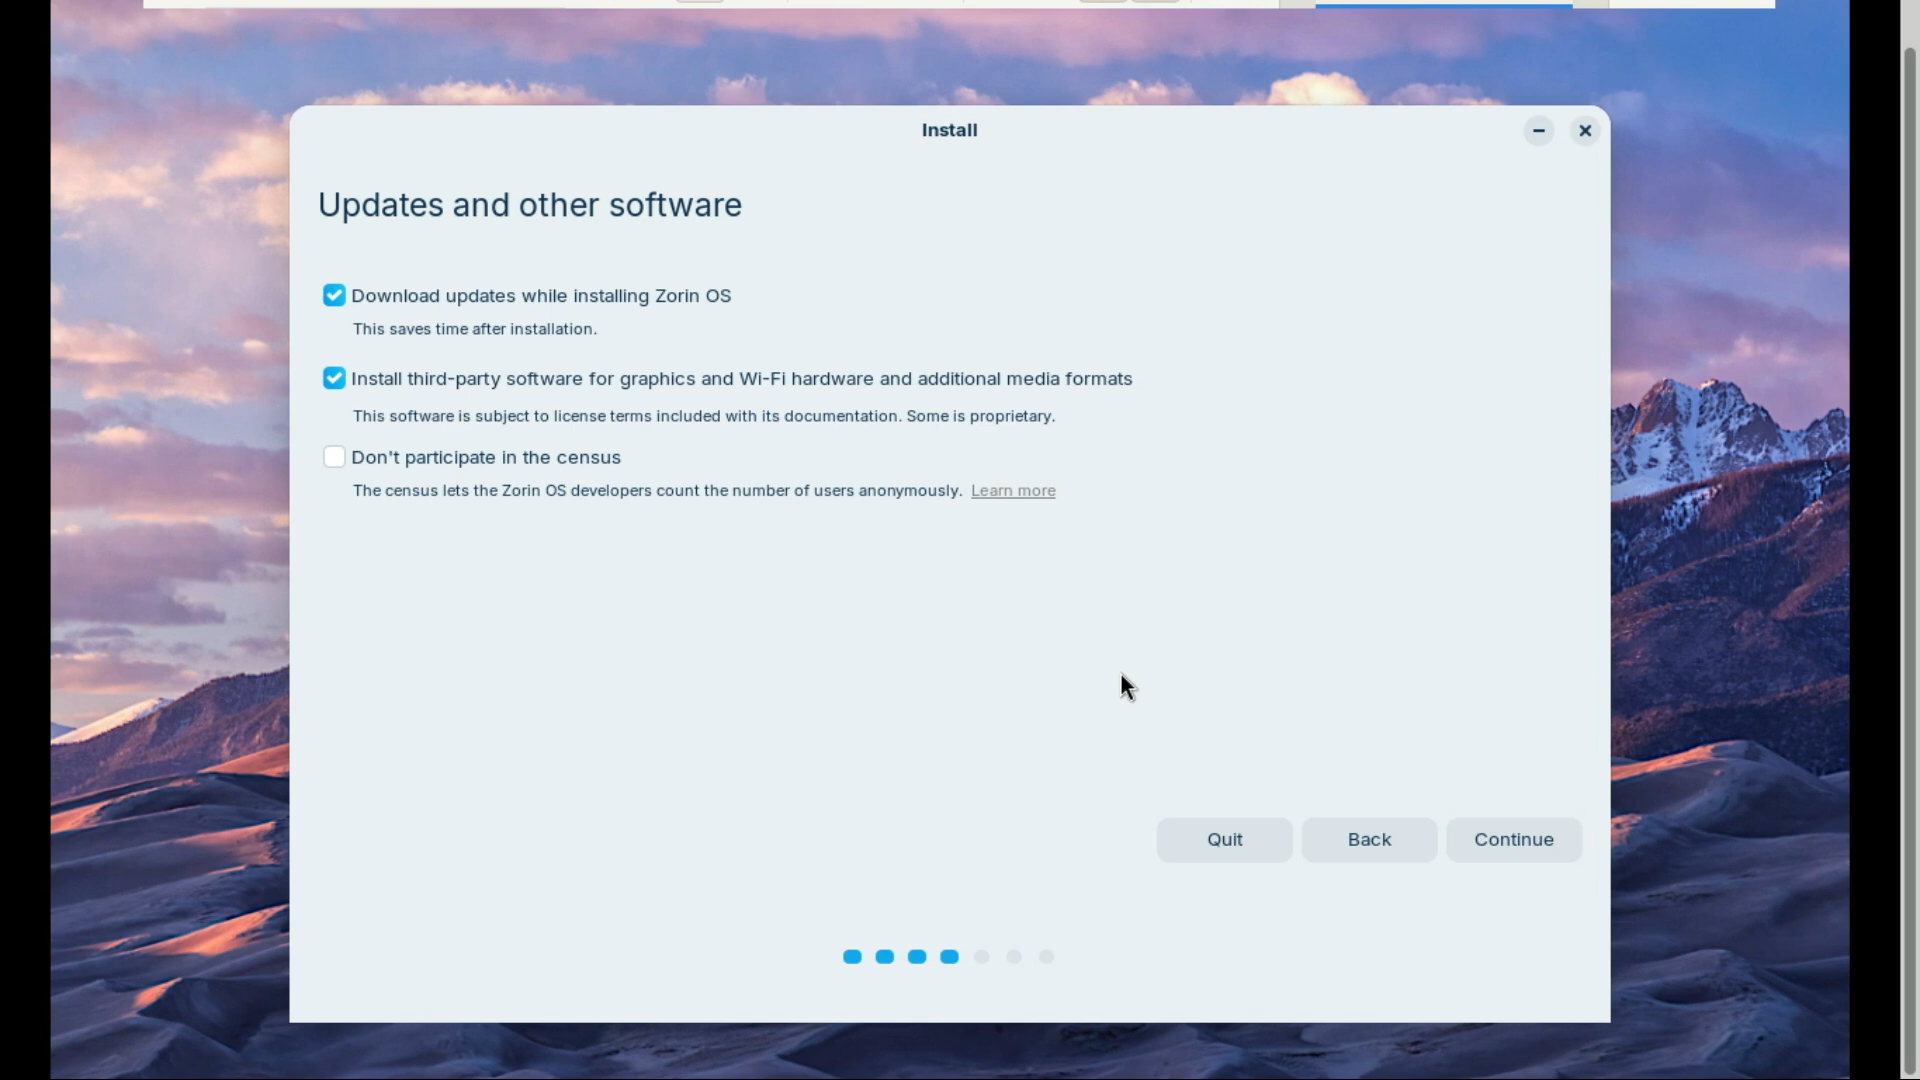 Install
Updates and other software
Download updates while installing Zorin OS
This saves time after installation.
Install third-party software for graphics and Wi-Fi hardware and additional media formats
This software is subject to license terms included with its documentation. Some is proprietary.
Don't participate in the census
The census lets the Zorin OS developers count the number of users anonymously. Learn more
Quit Back Continue